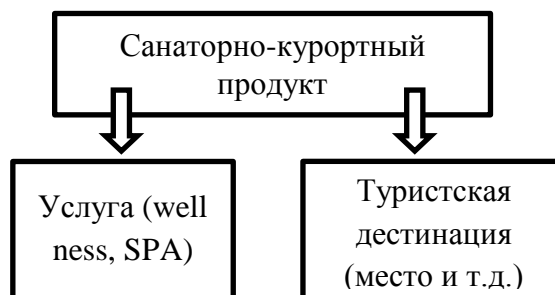 Санаторно-курортный
продукт
Услуга (well
ness, SPA)
Туристская
дестинация
(место и т.д.)